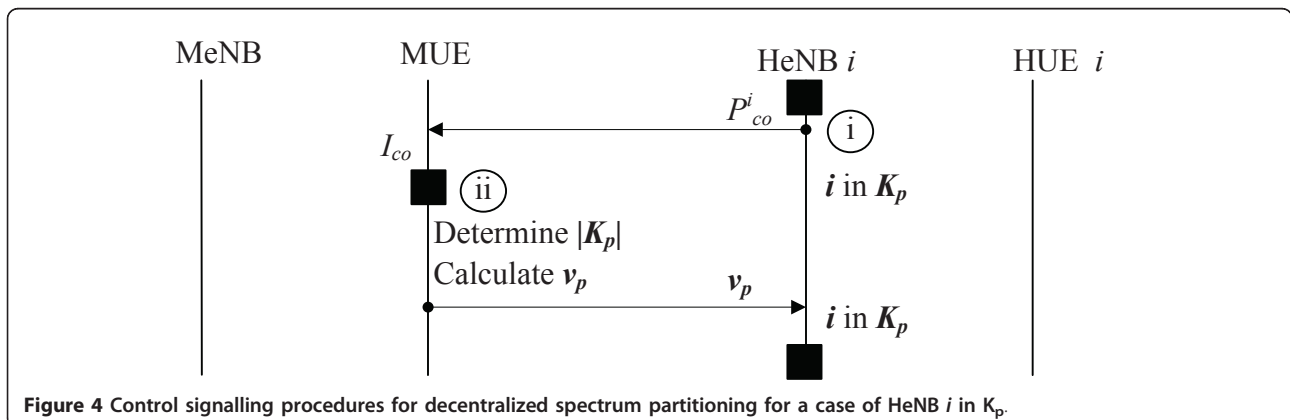 MeNB MUE HeNB i HUE i
P^i_co
i
I_co
ii
i in K_p
Determine |K_p|
Calculate v_p
v_p
i in K_p
Figure 4 Control signalling procedures for decentralized spectrum partitioning for a case of HeNB i in K_p.